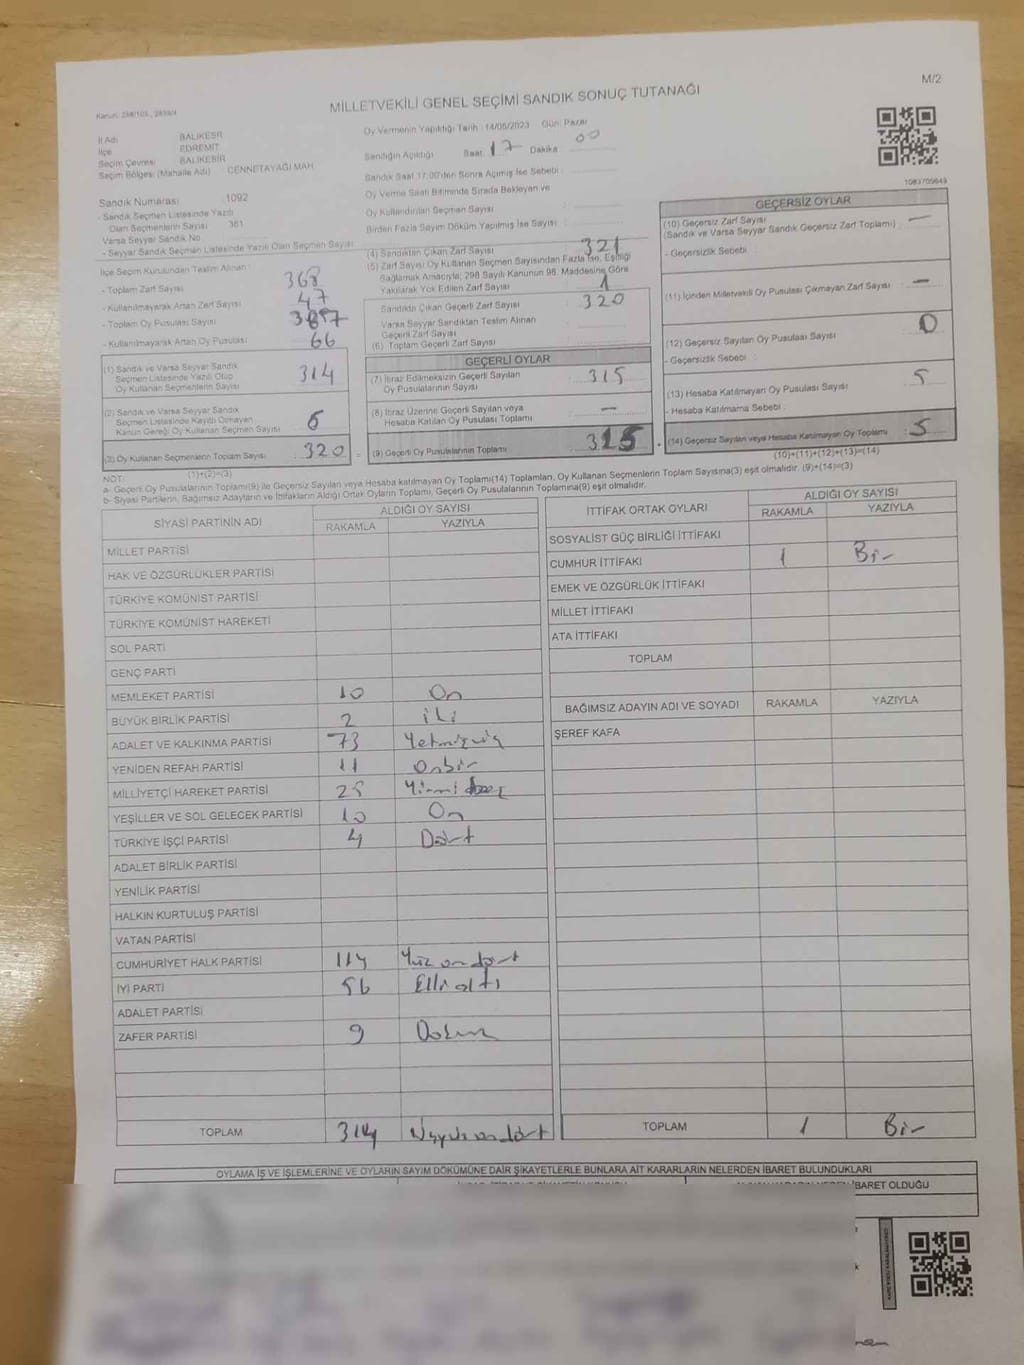 M/2
MİLLETVEKİLİ GENEL SEÇİMİ SANDIK SONUÇ TUTANAĞI
İl Adı BALIKESİR
İlçe EDREMİT
Seçim Çevresi BALIKESİR
Seçim Bölgesi (Mahalle Adı) : CENNETAYAĞI MAH
Sandık Numarası 1092
- Sandık Seçmen Listesinde Yazılı
Olan Seçmenlerin Sayısı 361
Varsa Seyyar Sandık No
- Seyyar Sandık Seçmen Listesinde Yazılı Olan Seçmen Sayısı
İlçe Seçim Kurulundan Teslim Alınan :
- Toplam Zarf Sayısı 368
- Kullanılmayarak Artan Zarf Sayısı 47
- Toplam Oy Pusulası Sayısı
- Kullanılmayarak Artan Oy Pusulası 66
(1) Sandık ve Varsa Seyyar Sandık
Seçmen Listesinde Yazılı Olup
Oy Kullanan Seçmenlerin Sayısı 314
(2) Sandık ve Varsa Seyyar Sandık
Seçmen Listesinde Kayıtlı Olmayan
Kanun Gereği Oy Kullanan Seçmen Sayısı 6
(3) Oy Kullanan Seçmenlerin Toplam Sayısı 320
(1)+(2)=(3)
Oy Vermenin Yapıldığı Tarih : 14/05/2023 Gün: Pazar
Sandığın Açıldığı Saat: 17 Dakika 00
Sandık Saat 17:00'den Sonra Açılmış İse Sebebi :
Oy Verme Saati Bitiminde Sırada Bekleyen ve
Oy Kullandırılan Seçmen Sayısı
Birden Fazla Sayım Döküm Yapılmış İse Sayısı :
(4) Sandıktan Çıkan Zarf Sayısı 321
(5) Zarf Sayısı Oy Kullanan Seçmen Sayısından Fazla İse, Eşitliği
Sağlamak Amacıyla, 298 Sayılı Kanunun 98. Maddesine Göre
Yakılarak Yok Edilen Zarf Sayısı 1
Sandıktan Çıkan Geçerli Zarf Sayısı 320
Varsa Seyyar Sandıktan Teslim Alınan
Geçerli Zarf Sayısı
(6) Toplam Geçerli Zarf Sayısı
GEÇERLİ OYLAR
(7) İtiraz Edilmeksizin Geçerli Sayılan
Oy Pusulalarının Sayısı 315
(8) İtiraz Üzerine Geçerli Sayılan veya
Hesaba Katılan Oy Pusulası Toplamı –
(9) Geçerli Oy Pusulalarının Toplamı 315
1083705649
GEÇERSİZ OYLAR
(10) Geçersiz Zarf Sayısı –
(Sandık ve Varsa Seyyar Sandık Geçersiz Zarf Toplamı)
- Geçersizlik Sebebi :
(11) İçinden Milletvekili Oy Pusulası Çıkmayan Zarf Sayısı –
(12) Geçersiz Sayılan Oy Pusulası Sayısı 0
- Geçersizlik Sebebi :
(13) Hesaba Katılmayan Oy Pusulası Sayısı 5
- Hesaba Katılmama Sebebi :
(14) Geçersiz Sayılan veya Hesaba Katılmayan Oy Toplamı 5
(10)+(11)+(12)+(13)=(14)
NOT:
a- Geçerli Oy Pusulalarının Toplamı(9) ile Geçersiz Sayılan veya Hesaba katılmayan Oy Toplamı(14) Toplamları, Oy Kullanan Seçmenlerin Toplam Sayısına(3) eşit olmalıdır. (9)+(14)=(3)
b- Siyasi Partilerin, Bağımsız Adayların ve İttifakların Aldığı Ortak Oyların Toplamı, Geçerli Oy Pusulalarının Toplamına(9) eşit olmalıdır.
SİYASİ PARTİNİN ADI ALDIĞI OY SAYISI
RAKAMLA YAZIYLA
MİLLET PARTİSİ
HAK VE ÖZGÜRLÜKLER PARTİSİ
TÜRKİYE KOMÜNİST PARTİSİ
TÜRKİYE KOMÜNİST HAREKETİ
SOL PARTİ
GENÇ PARTİ
MEMLEKET PARTİSİ 10 On
BÜYÜK BİRLİK PARTİSİ 2 iki
ADALET VE KALKINMA PARTİSİ 73 Yetmişüç
YENİDEN REFAH PARTİSİ 11 Onbir
MİLLİYETÇİ HAREKET PARTİSİ 25 Yirmi beş
YEŞİLLER VE SOL GELECEK PARTİSİ 10 On
TÜRKİYE İŞÇİ PARTİSİ 4 Dört
ADALET BİRLİK PARTİSİ
YENİLİK PARTİSİ
HALKIN KURTULUŞ PARTİSİ
VATAN PARTİSİ
CUMHURİYET HALK PARTİSİ 114 Yüz on dört
İYİ PARTİ 56 Elli altı
ADALET PARTİSİ
ZAFER PARTİSİ 9 Dokuz
TOPLAM 314 Üçyüz on dört
İTTİFAK ORTAK OYLARI ALDIĞI OY SAYISI
RAKAMLA YAZIYLA
SOSYALİST GÜÇ BİRLİĞİ İTTİFAKI
CUMHUR İTTİFAKI 1 Bir
EMEK VE ÖZGÜRLÜK İTTİFAKI
MİLLET İTTİFAKI
ATA İTTİFAKI
TOPLAM
BAĞIMSIZ ADAYIN ADI VE SOYADI RAKAMLA YAZIYLA
ŞEREF KAFA
TOPLAM 1 Bir
OYLAMA İŞ VE İŞLEMLERİNE VE OYLARIN SAYIM DÖKÜMÜNE DAİR ŞİKAYETLERLE BUNLARA AİT KARARLARIN NELERDEN İBARET BULUNDUKLARI
İBARET OLDUĞU